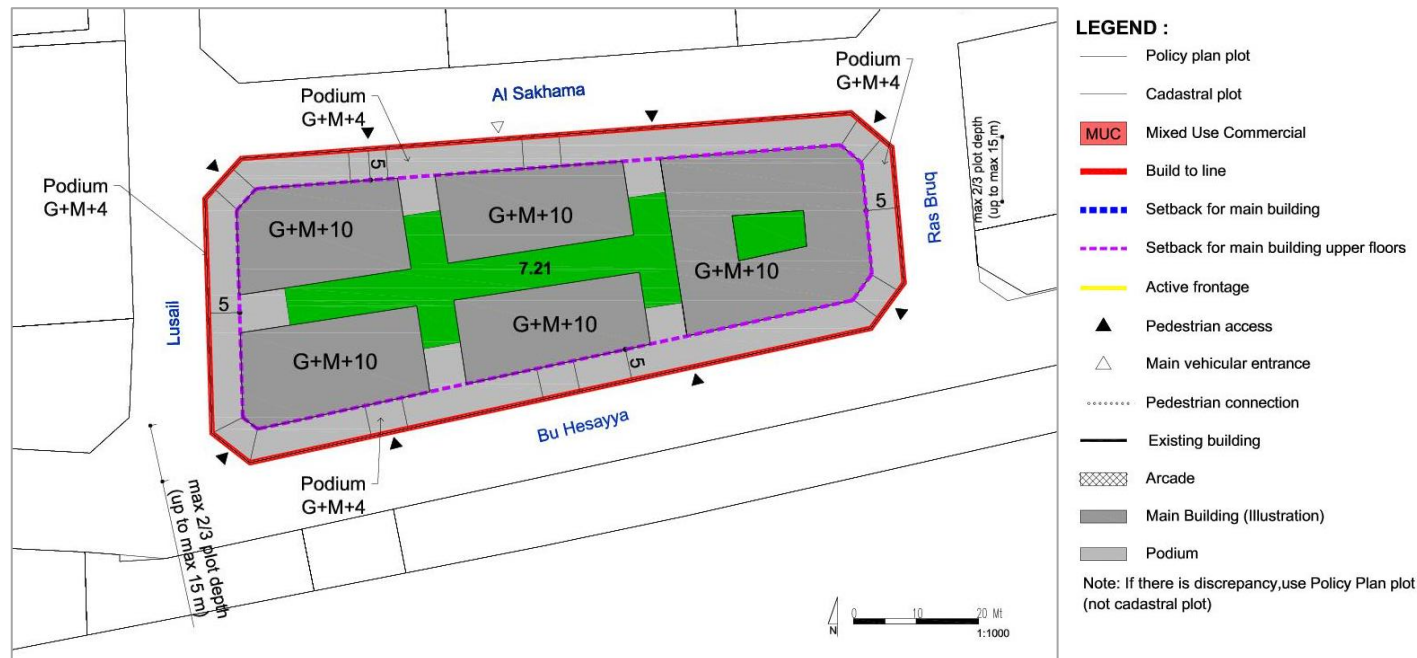 Al Sakhama
Podium
G+M+4
Podium
G+M+4
Podium
G+M+4
Podium
G+M+4
5
5
5
5
G+M+10
G+M+10
G+M+10
G+M+10
G+M+10
7.21
Lusail
Ras Bruq
Bu Hesayya
max 2/3 plot depth
(up to max 15 m)
max 2/3 plot depth
(up to max 15 m)
N
0 10 20 Mt
1:1000
LEGEND :
Policy plan plot
Cadastral plot
MUC Mixed Use Commercial
Build to line
Setback for main building
Setback for main building upper floors
Active frontage
Pedestrian access
Main vehicular entrance
Pedestrian connection
Existing building
Arcade
Main Building (Illustration)
Podium
Note: If there is discrepancy,use Policy Plan plot
(not cadastral plot)